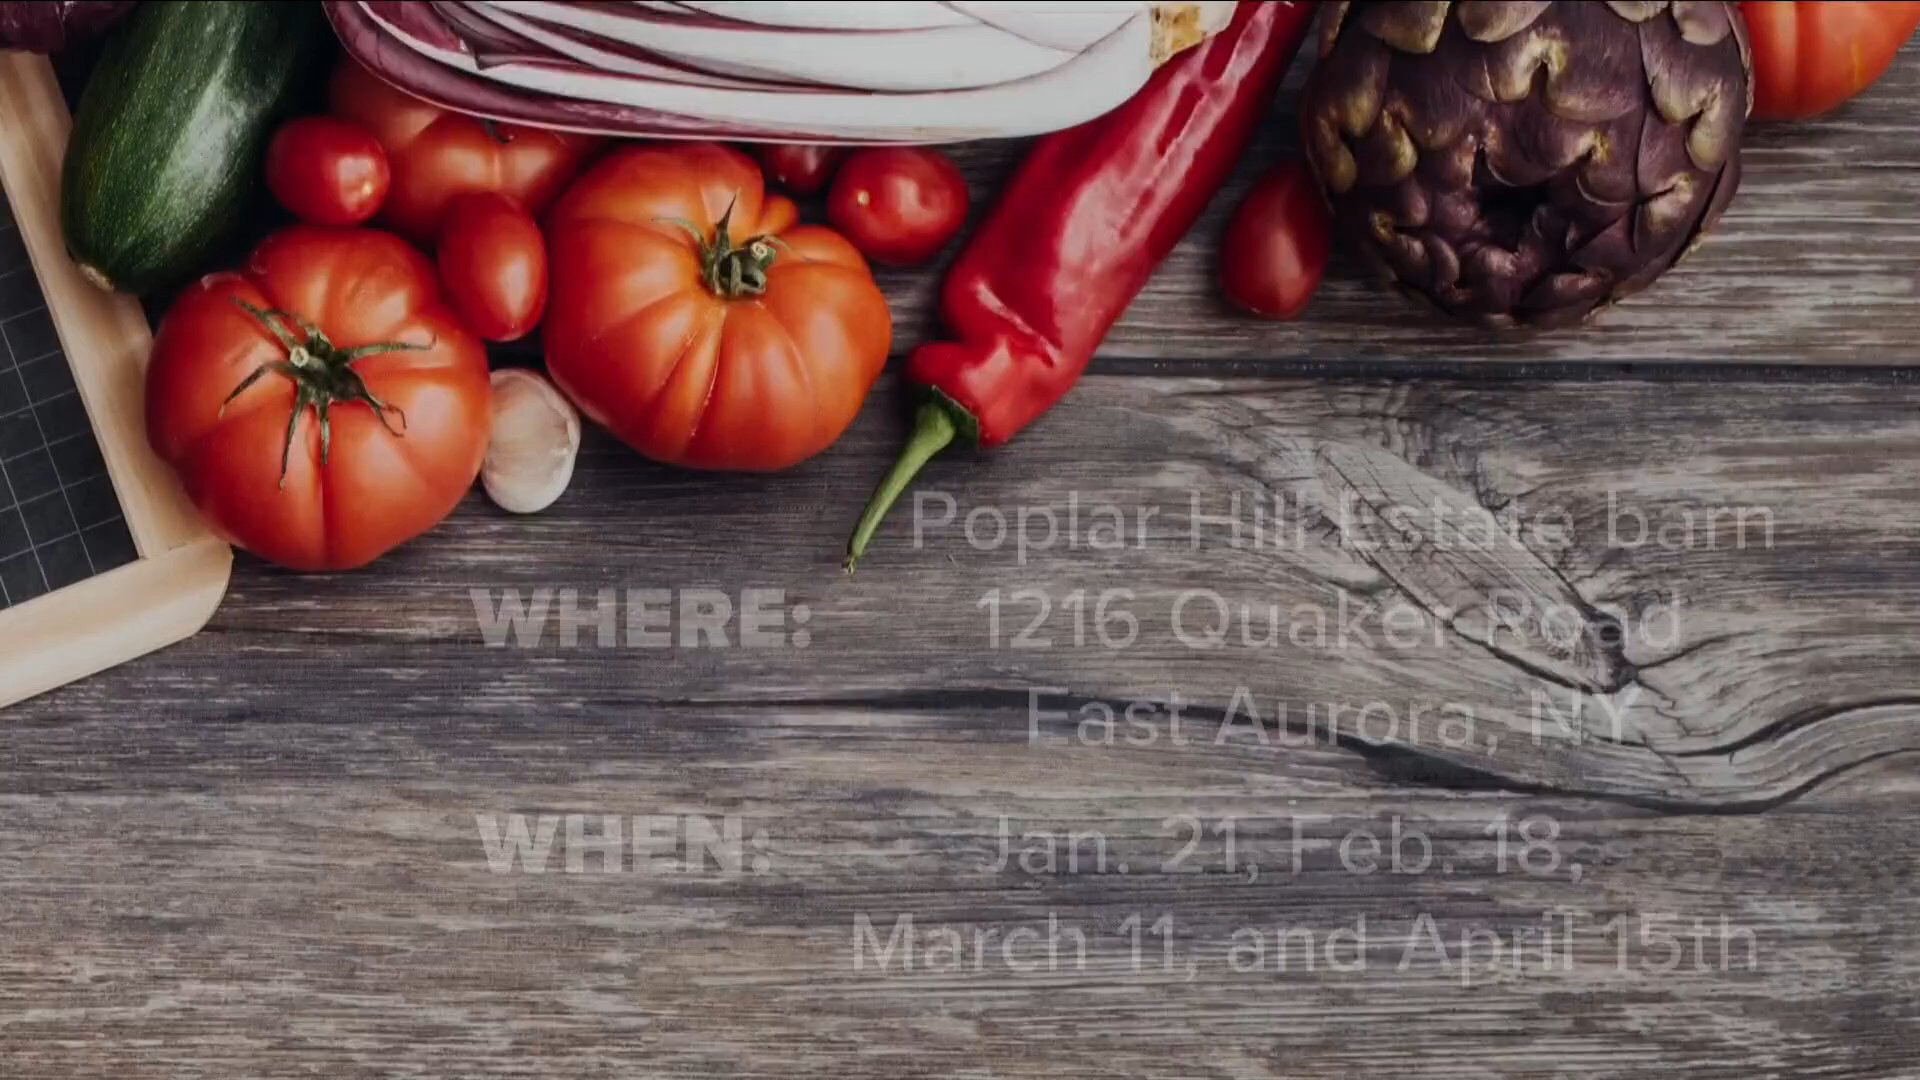 Poplar Hill Estate barn
WHERE: 1216 Quaker Road
East Aurora, NY
WHEN: Jan. 21, Feb. 18,
March 11, and April 15th